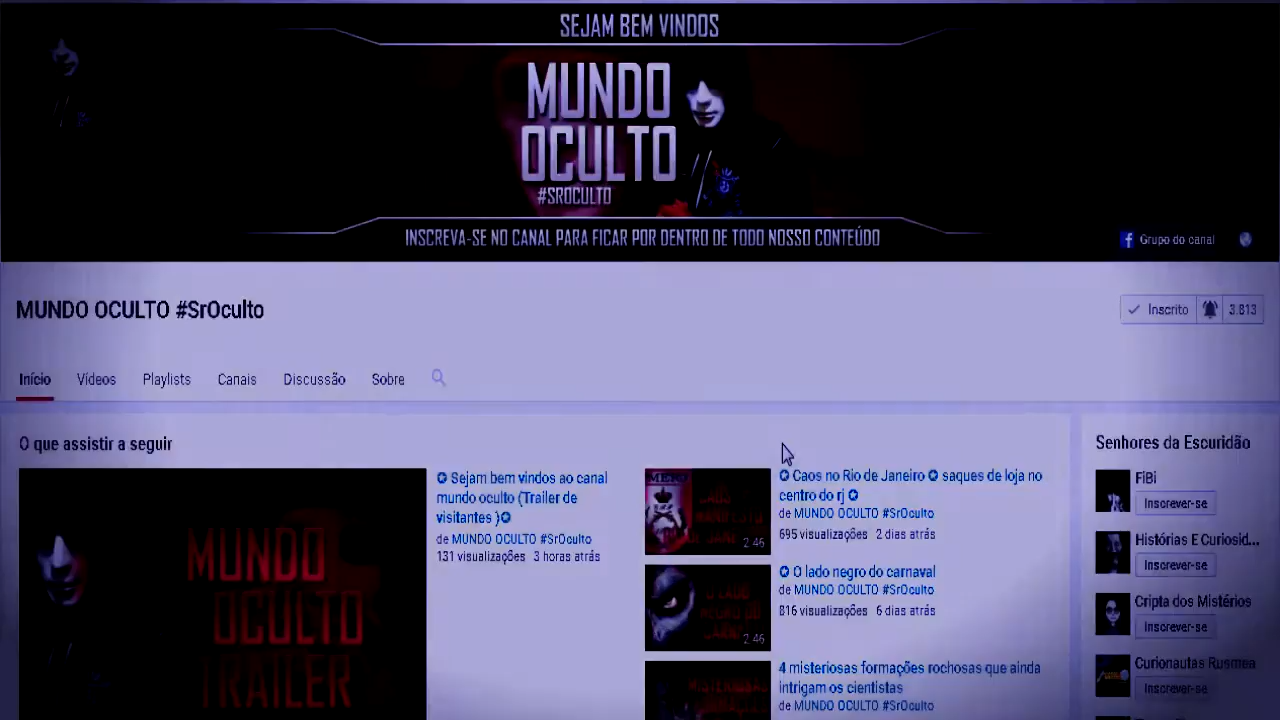 SEJAM BEM VINDOS
MUNDO
OCULTO
#SROCULTO
INSCREVA-SE NO CANAL PARA FICAR POR DENTRO DE TODO NOSSO CONTEÚDO
Grupo do canal
MUNDO OCULTO #SrOculto
Inscrito 3.813
Início Vídeos Playlists Canais Discussão Sobre
O que assistir a seguir
MUNDO
OCULTO
TRAILER
✪ Sejam bem vindos ao canal
mundo oculto (Trailer de
visitantes )✪
de MUNDO OCULTO #SrOculto
131 visualizações 3 horas atrás
2:46
✪ Caos no Rio de Janeiro ✪ saques de loja no
centro do rj ✪
de MUNDO OCULTO #SrOculto
695 visualizações 2 dias atrás
O LADO
NEGRO DO
2:46
✪ O lado negro do carnaval
de MUNDO OCULTO #SrOculto
816 visualizações 6 dias atrás
4 misteriosas formações rochosas que ainda
intrigam os cientistas
de MUNDO OCULTO #SrOculto
Senhores da Escuridão
FiBi
Inscrever-se
Histórias E Curiosid...
Inscrever-se
Cripta dos Mistérios
Inscrever-se
Curionautas Rusmea
Inscrever-se